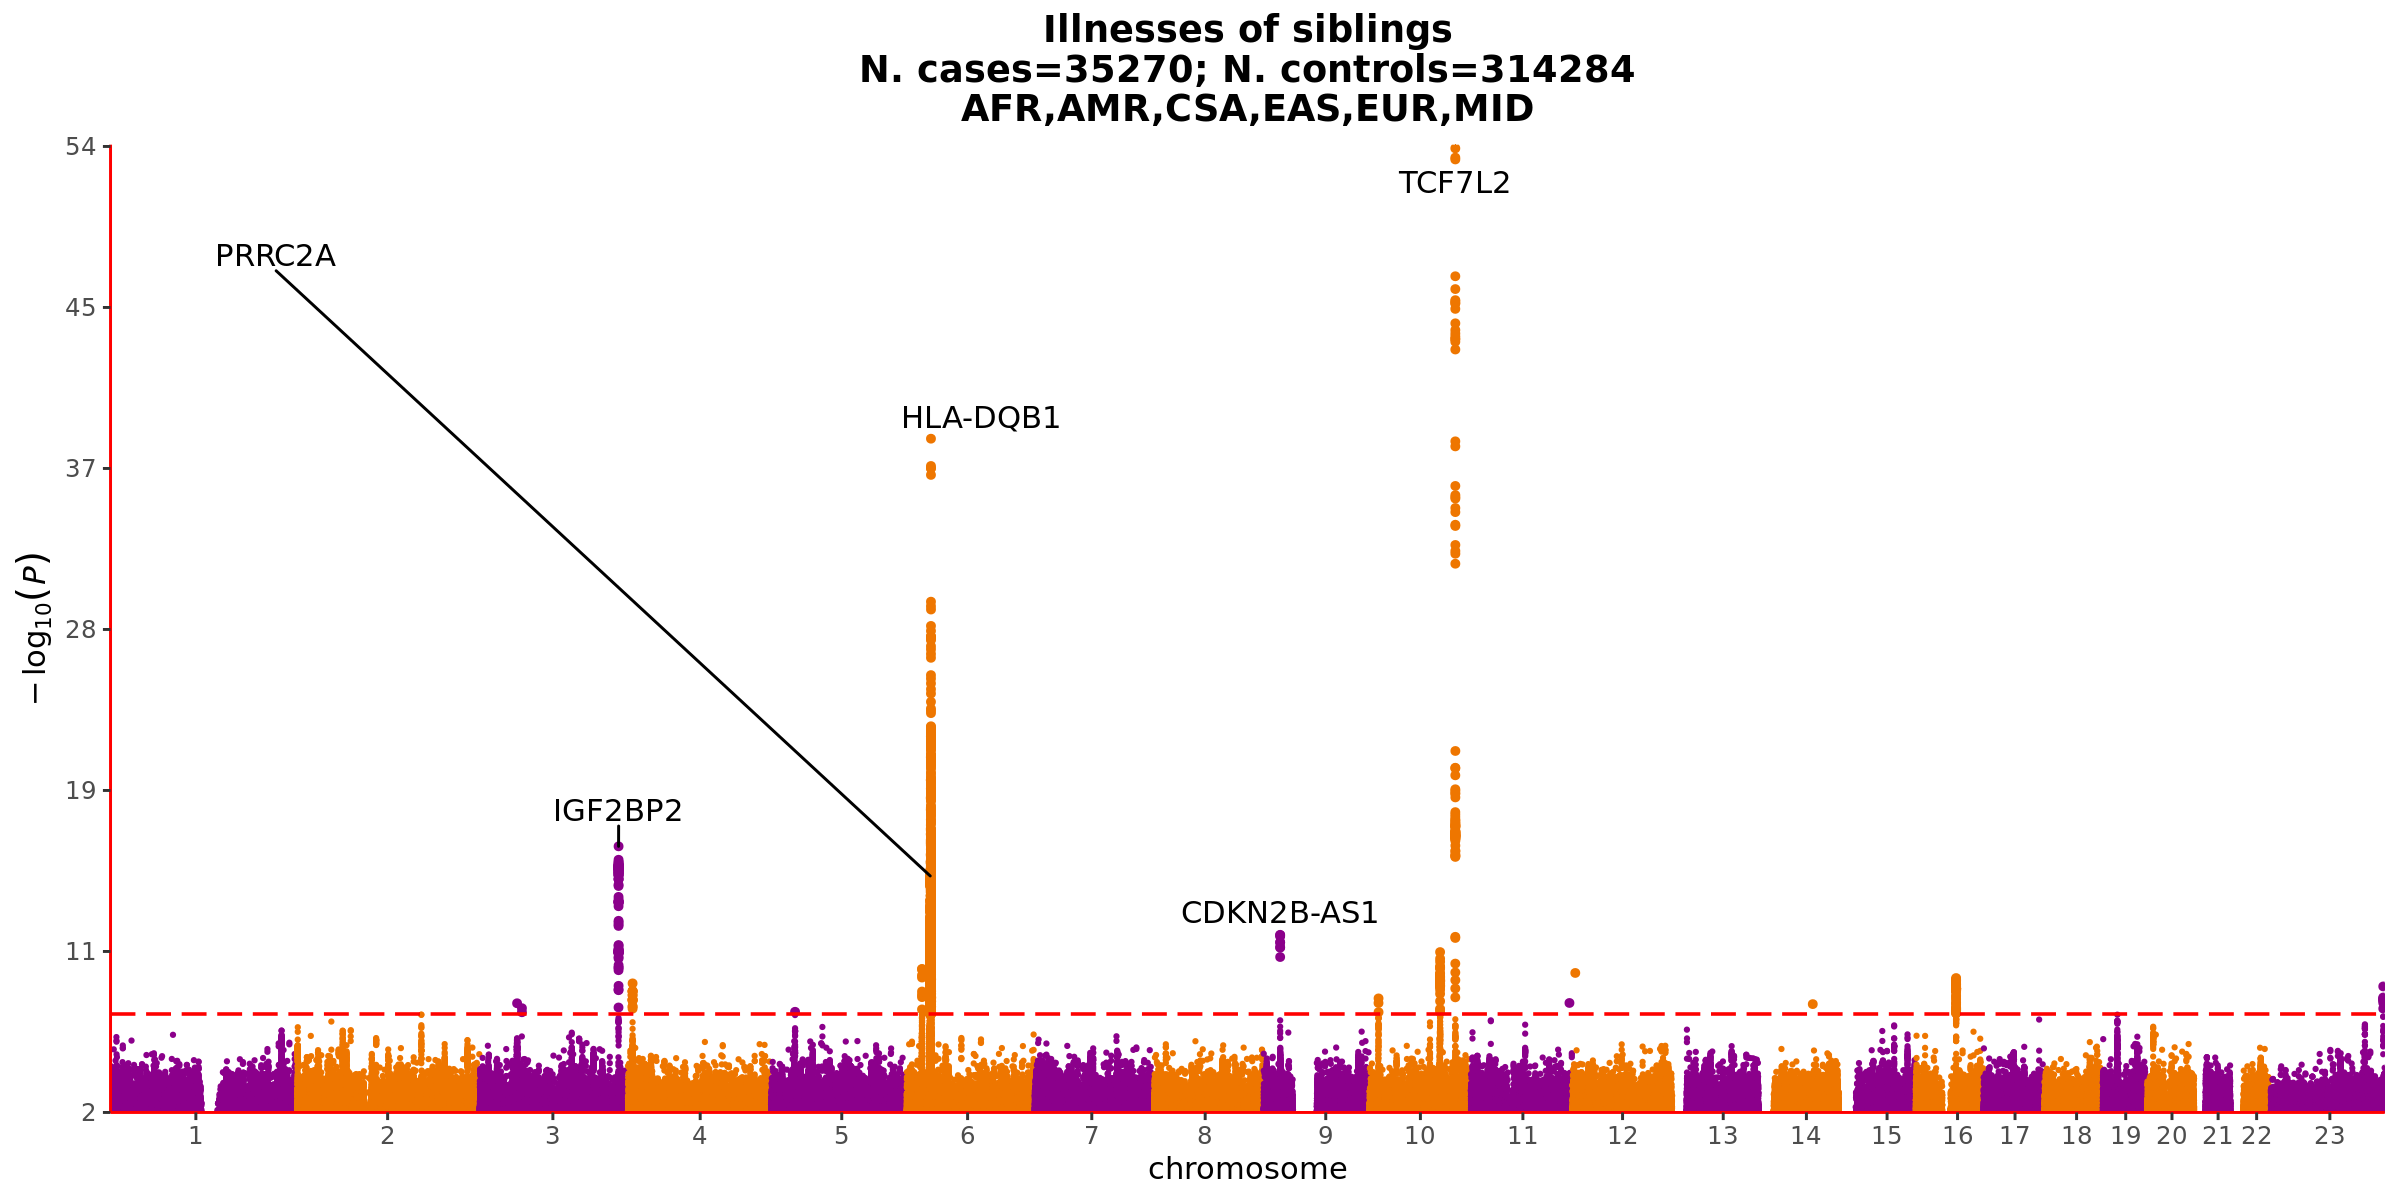 Illnesses of siblings
N. cases=35270; N. controls=314284
AFR,AMR,CSA,EAS,EUR,MID
54
TCF7L2
PRRC2A
45
HLA-DQB1
37
−log10(P)
28
19
IGF2BP2
CDKN2B-AS1
11
2
1 2 3 4 5 6 7 8 9 10 11 12 13 14 15 16 17 18 19 20 21 22 23
chromosome